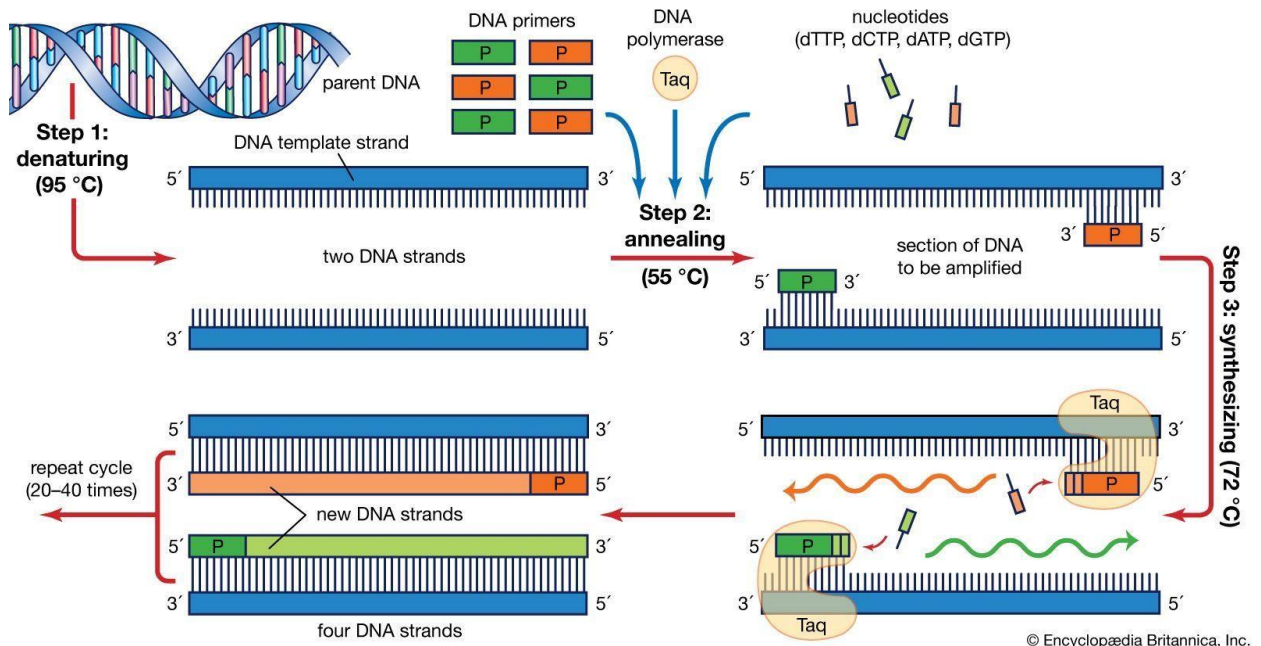 DNA primers
DNA
polymerase
nucleotides
(dTTP, dCTP, dATP, dGTP)
P P
P P
P P
Taq
parent DNA
Step 1:
denaturing
(95 °C)
DNA template strand
5′ 3′
two DNA strands
3′ 5′
Step 2:
annealing
(55 °C)
5′ 3′
3′ P 5′
section of DNA
to be amplified
5′ P 3′
3′ 5′
Step 3: synthesizing (72 °C)
Taq
5′ 3′
P 5′
5′ P
3′ 5′
Taq
5′ 3′
3′ P 5′
new DNA strands
5′ P 3′
3′ 5′
four DNA strands
repeat cycle
(20–40 times)
© Encyclopædia Britannica, Inc.